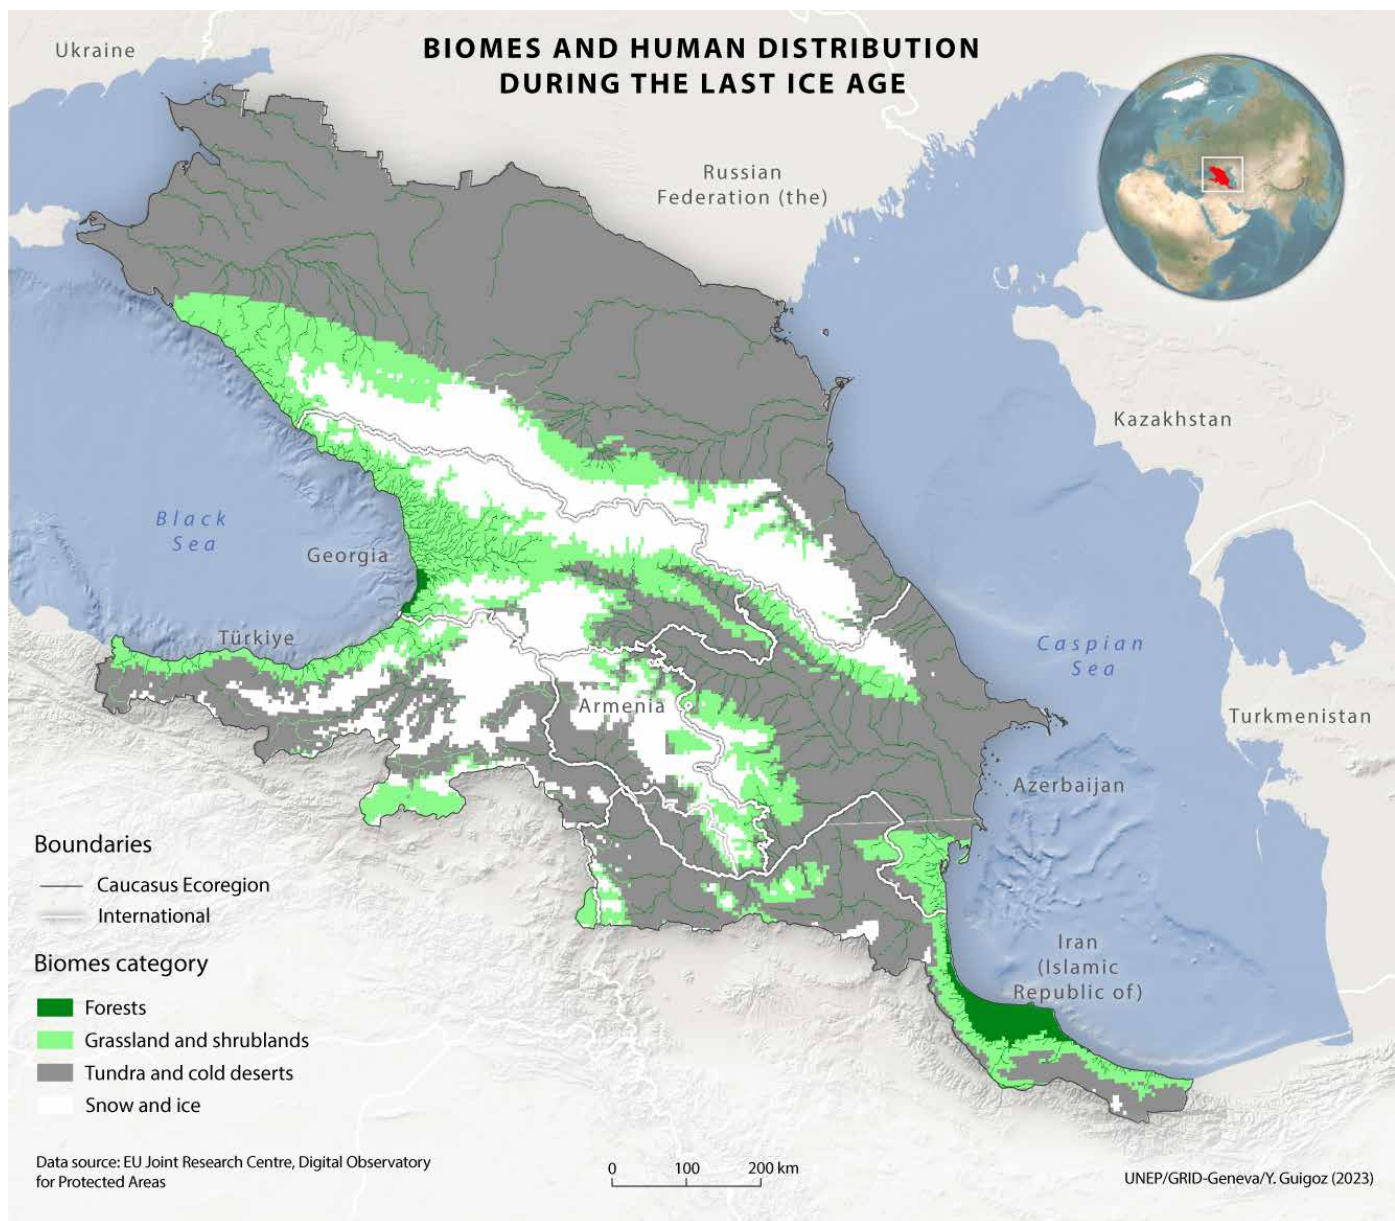 BIOMES AND HUMAN DISTRIBUTION
DURING THE LAST ICE AGE
Ukraine
Russian
Federation (the)
Kazakhstan
Black
Sea
Georgia
Türkiye
Caspian
Sea
Armenia
Turkmenistan
Azerbaijan
Iran
(Islamic
Republic of)
Boundaries
Caucasus Ecoregion
International
Biomes category
Forests
Grassland and shrublands
Tundra and cold deserts
Snow and ice
Data source: EU Joint Research Centre, Digital Observatory
for Protected Areas
0 100 200 km
UNEP/GRID-Geneva/Y. Guigoz (2023)